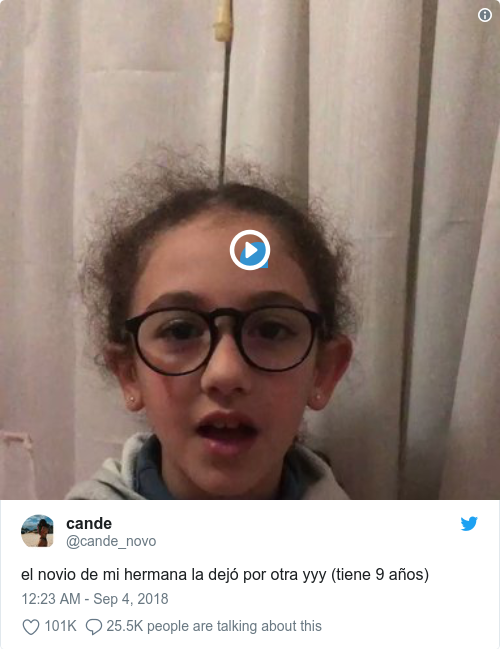 cande
@cande_novo
el novio de mi hermana la dejó por otra yyy (tiene 9 años)
12:23 AM - Sep 4, 2018
101K 25.5K people are talking about this